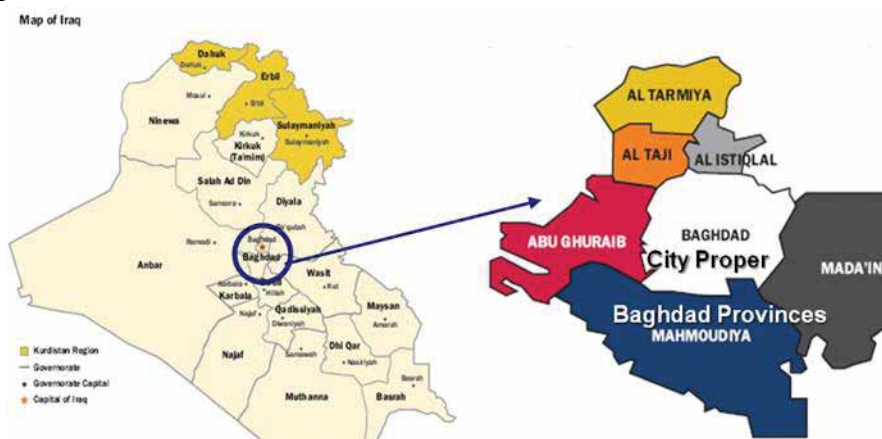 Map of Iraq
Dahuk
Dahuk
Erbil
Mosul
Erbil
Ninewa
Sulaymaniyah
Sulaymaniyah
Kirkuk
Kirkuk
(Ta'mim)
Salah Ad Din
Samarra
Diyala
Ba'qubah
Ramadi
Baghdad
Baghdad
Anbar
Wasit
Kut
Karbala
Karbala
Hillah
Najaf
Qadissiyah
Diwaniyah
Maysan
Amarah
Najaf
Samawah
Dhi Qar
Nasiriyah
Muthanna
Basrah
Basrah
Kurdistan Region
Governorate
Governorate Capital
Capital of Iraq
AL TARMIYA
AL TAJI
AL ISTIQLAL
ABU GHURAIB
BAGHDAD
City Proper
MADA'IN
Baghdad Provinces
MAHMOUDIYA